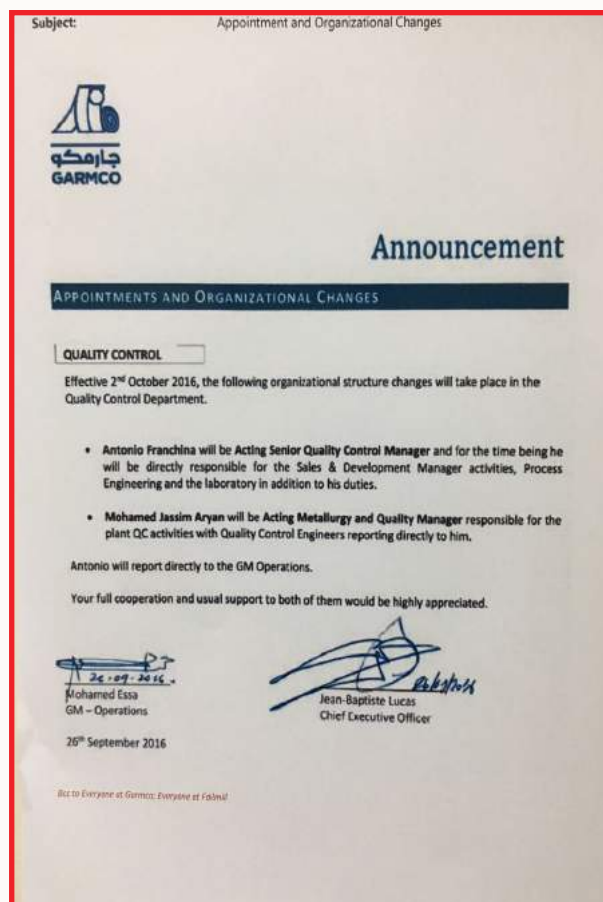 Subject: Appointment and Organizational Changes
جارمكو
GARMCO
Announcement
APPOINTMENTS AND ORGANIZATIONAL CHANGES
QUALITY CONTROL
Effective 2nd October 2016, the following organizational structure changes will take place in the
Quality Control Department.
• Antonio Franchina will be Acting Senior Quality Control Manager and for the time being he
will be directly responsible for the Sales & Development Manager activities, Process
Engineering and the laboratory in addition to his duties.
• Mohamed Jassim Aryan will be Acting Metallurgy and Quality Manager responsible for the
plant QC activities with Quality Control Engineers reporting directly to him.
Antonio will report directly to the GM Operations.
Your full cooperation and usual support to both of them would be highly appreciated.
26.09.2016.
Mohamed Essa
GM – Operations
Jean-Baptiste Lucas
Chief Executive Officer
26th September 2016
Bcc to Everyone at Garmco; Everyone at